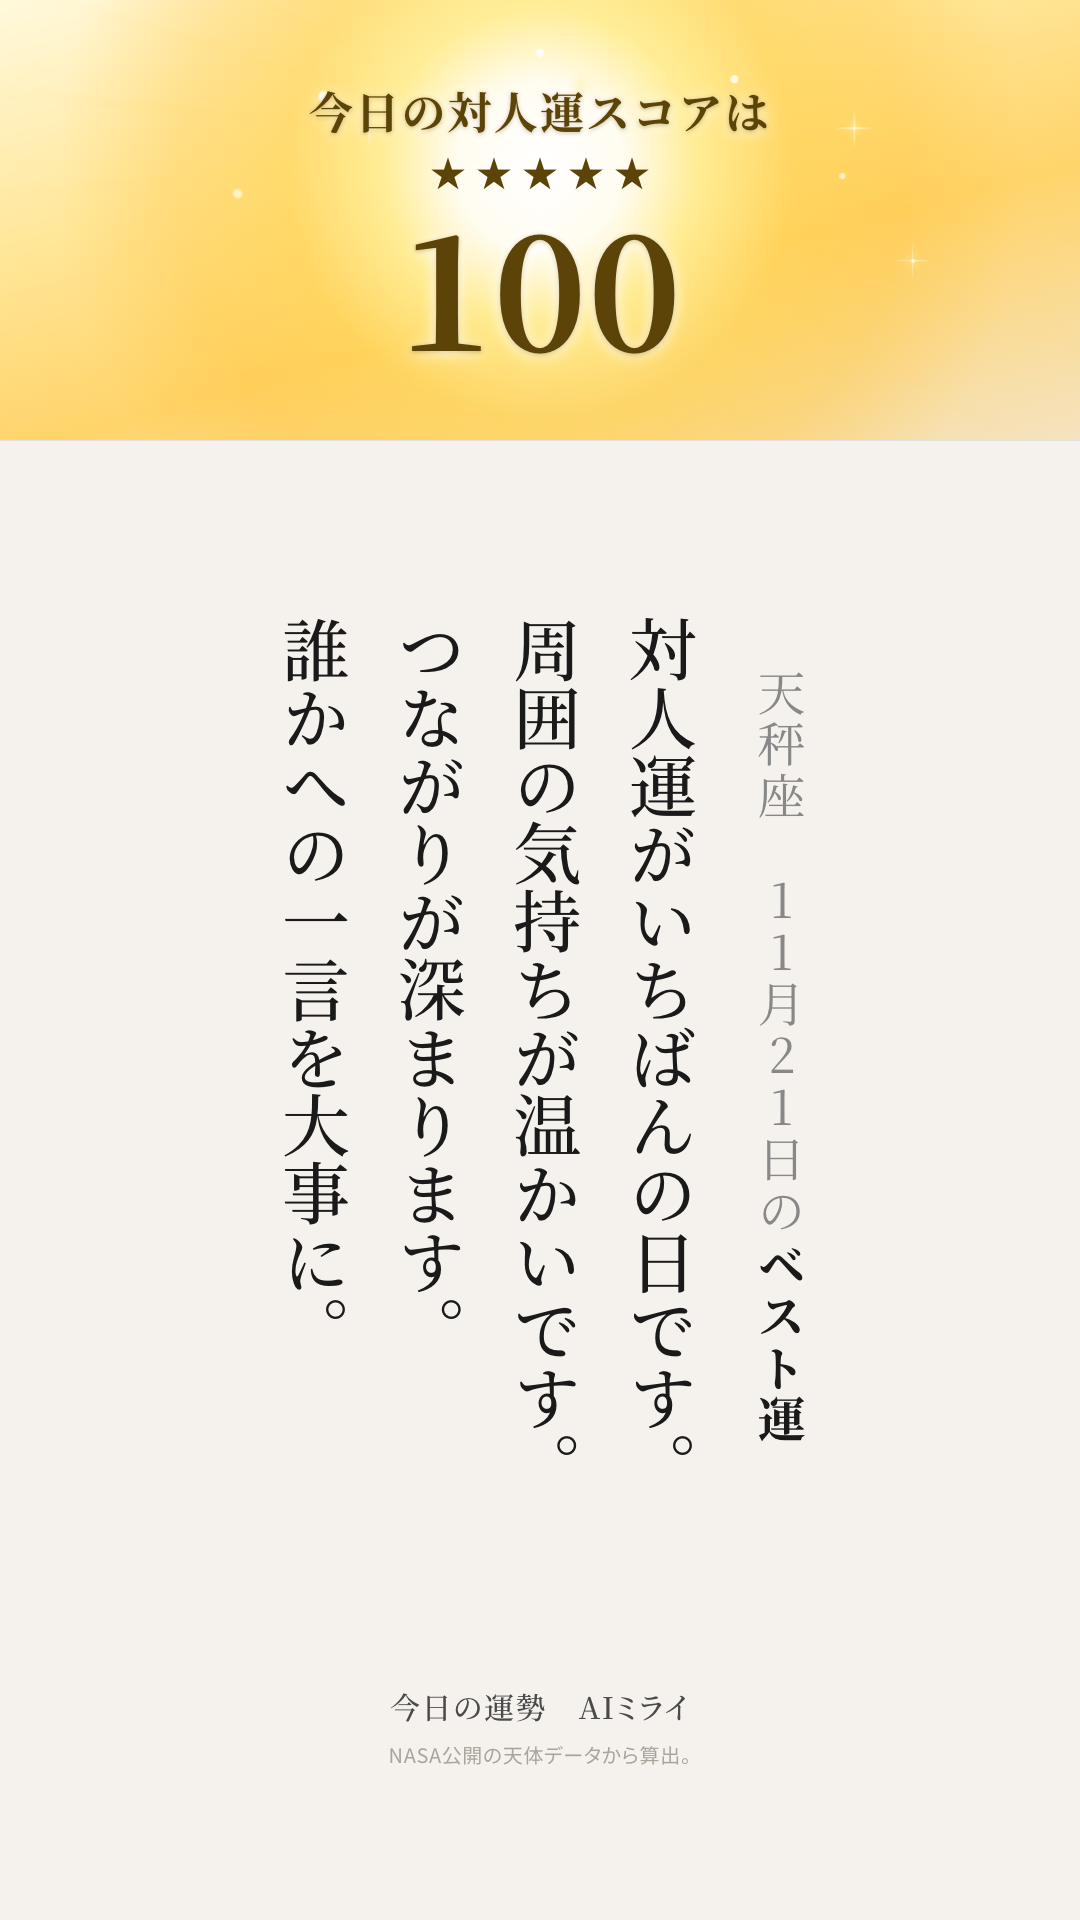 今日の対人運スコアは
★★★★★
100
天秤座　11月21日のベスト運
対人運がいちばんの日です。
周囲の気持ちが温かいです。
つながりが深まります。
誰かへの一言を大事に。
今日の運勢　AIミライ
NASA公開の天体データから算出。